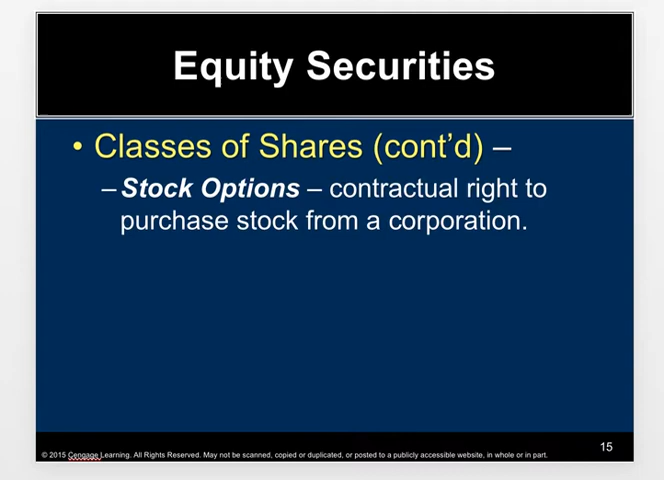 Equity Securities
• Classes of Shares (cont’d) –
– Stock Options – contractual right to
purchase stock from a corporation.
15
© 2015 Cengage Learning. All Rights Reserved. May not be scanned, copied or duplicated, or posted to a publicly accessible website, in whole or in part.